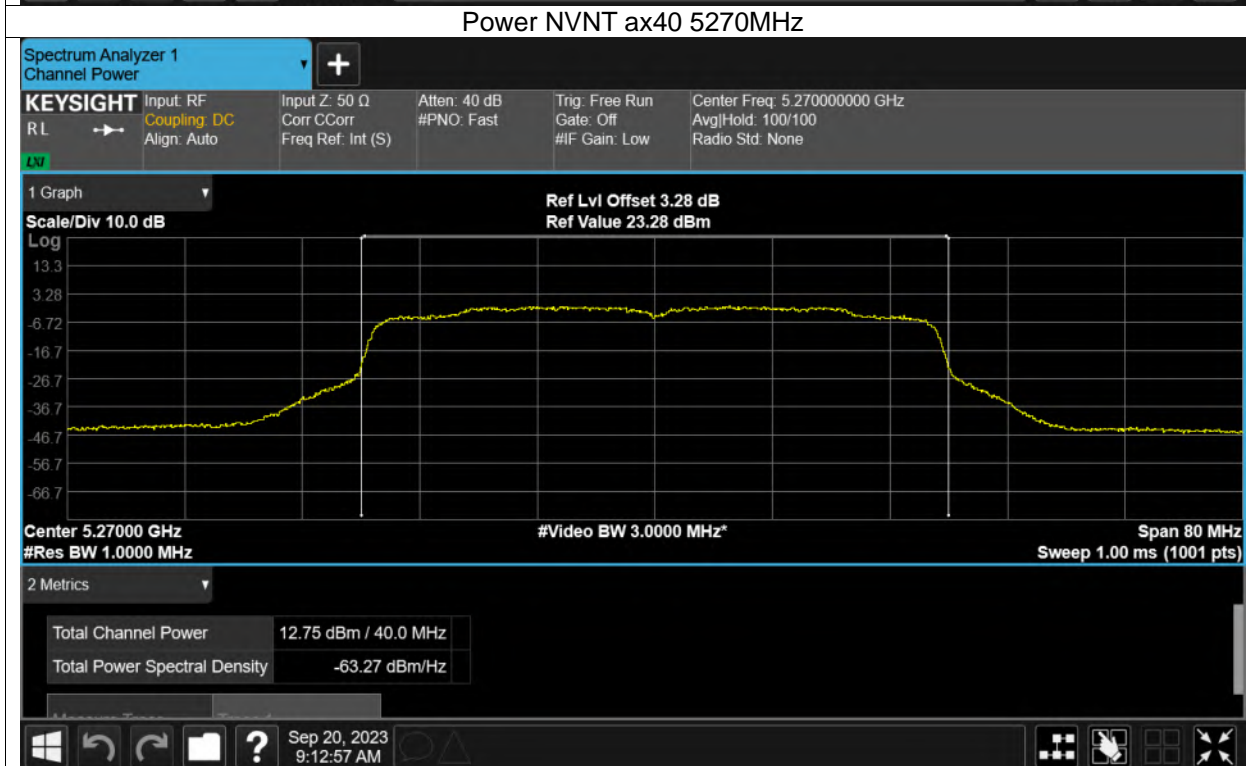 Power NVNT ax40 5270MHz
Spectrum Analyzer 1
Channel Power
KEYSIGHT
RL
LXI
Input: RF
Coupling: DC
Align: Auto
Input Z: 50 Ω
Corr CCorr
Freq Ref: Int (S)
Atten: 40 dB
#PNO: Fast
Trig: Free Run
Gate: Off
#IF Gain: Low
Center Freq: 5.270000000 GHz
Avg|Hold: 100/100
Radio Std: None
1 Graph
Scale/Div 10.0 dB
Ref Lvl Offset 3.28 dB
Ref Value 23.28 dBm
Log
13.3
3.28
-6.72
-16.7
-26.7
-36.7
-46.7
-56.7
-66.7
Center 5.27000 GHz
#Video BW 3.0000 MHz*
Span 80 MHz
#Res BW 1.0000 MHz
Sweep 1.00 ms (1001 pts)
2 Metrics
Total Channel Power 12.75 dBm / 40.0 MHz
Total Power Spectral Density -63.27 dBm/Hz
?
Sep 20, 2023
9:12:57 AM